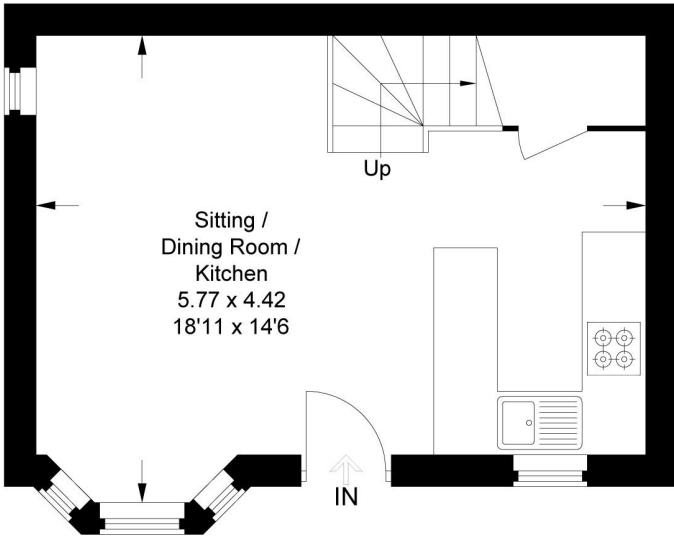 Up
Sitting /
Dining Room /
Kitchen
5.77 x 4.42
18'11 x 14'6
IN